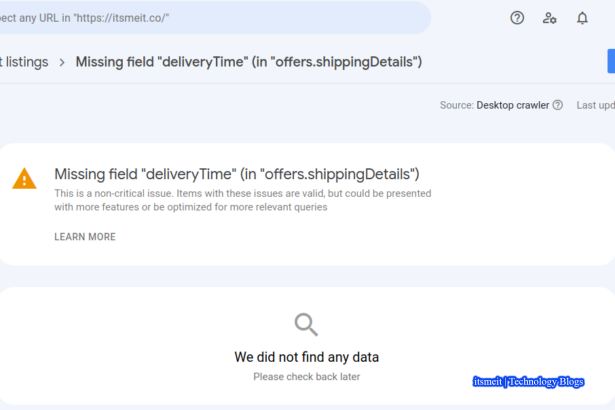 ect any URL in "https://itsmeit.co/"
t listings > Missing field "deliveryTime" (in "offers.shippingDetails")
Source: Desktop crawler Last upd
Missing field "deliveryTime" (in "offers.shippingDetails")
This is a non-critical issue. Items with these issues are valid, but could be presented
with more features or be optimized for more relevant queries
LEARN MORE
We did not find any data
Please check back later
itsmeit | Technology Blogs